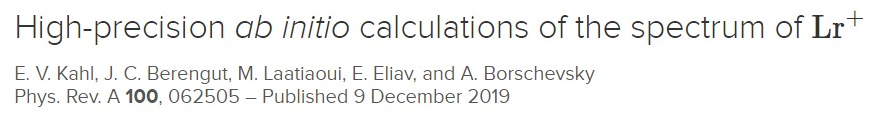 High-precision ab initio calculations of the spectrum of Lr⁺
E. V. Kahl, J. C. Berengut, M. Laatiaoui, E. Eliav, and A. Borschevsky
Phys. Rev. A 100, 062505 – Published 9 December 2019